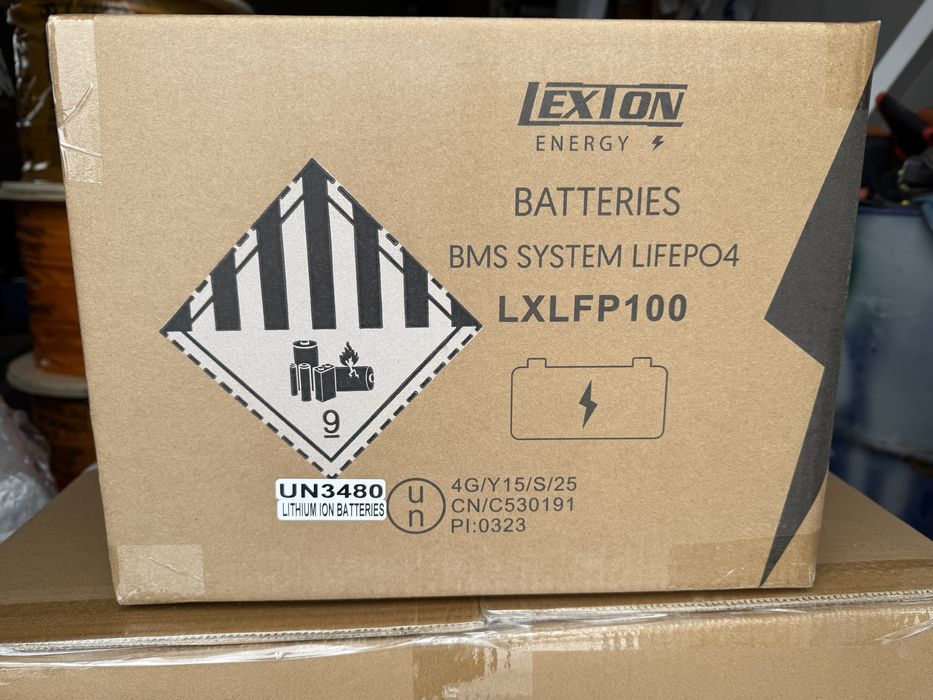 LEXTON
ENERGY
BATTERIES
BMS SYSTEM LIFEPO4
LXLFP100
9
UN3480
LITHIUM ION BATTERIES
u
n
4G/Y15/S/25
CN/C530191
PI:0323